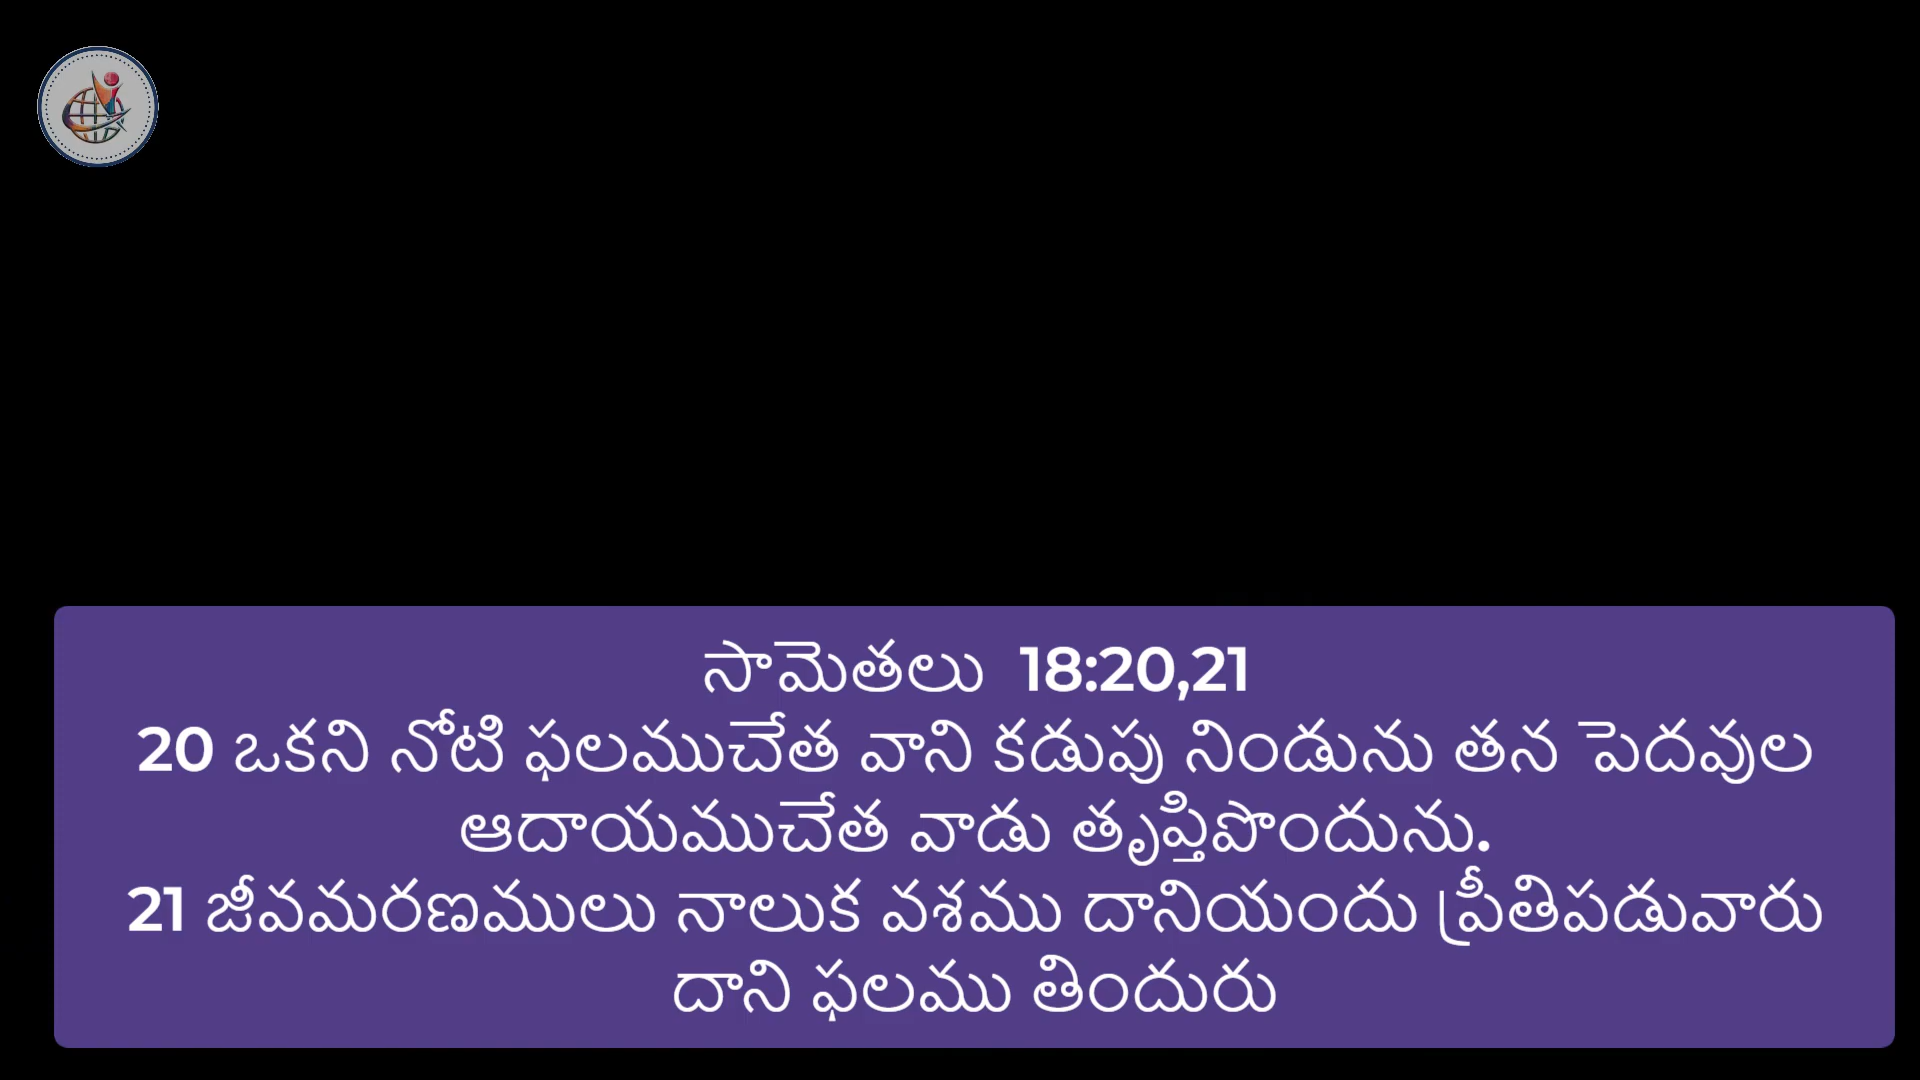 సామెతలు 18:20,21
20 ఒకని నోటి ఫలముచేత వాని కడుపు నిండును తన పెదవుల
ఆదాయముచేత వాడు తృప్తిపొందును.
21 జీవమరణములు నాలుక వశము దానియందు ప్రీతిపడువారు
దాని ఫలము తిందురు